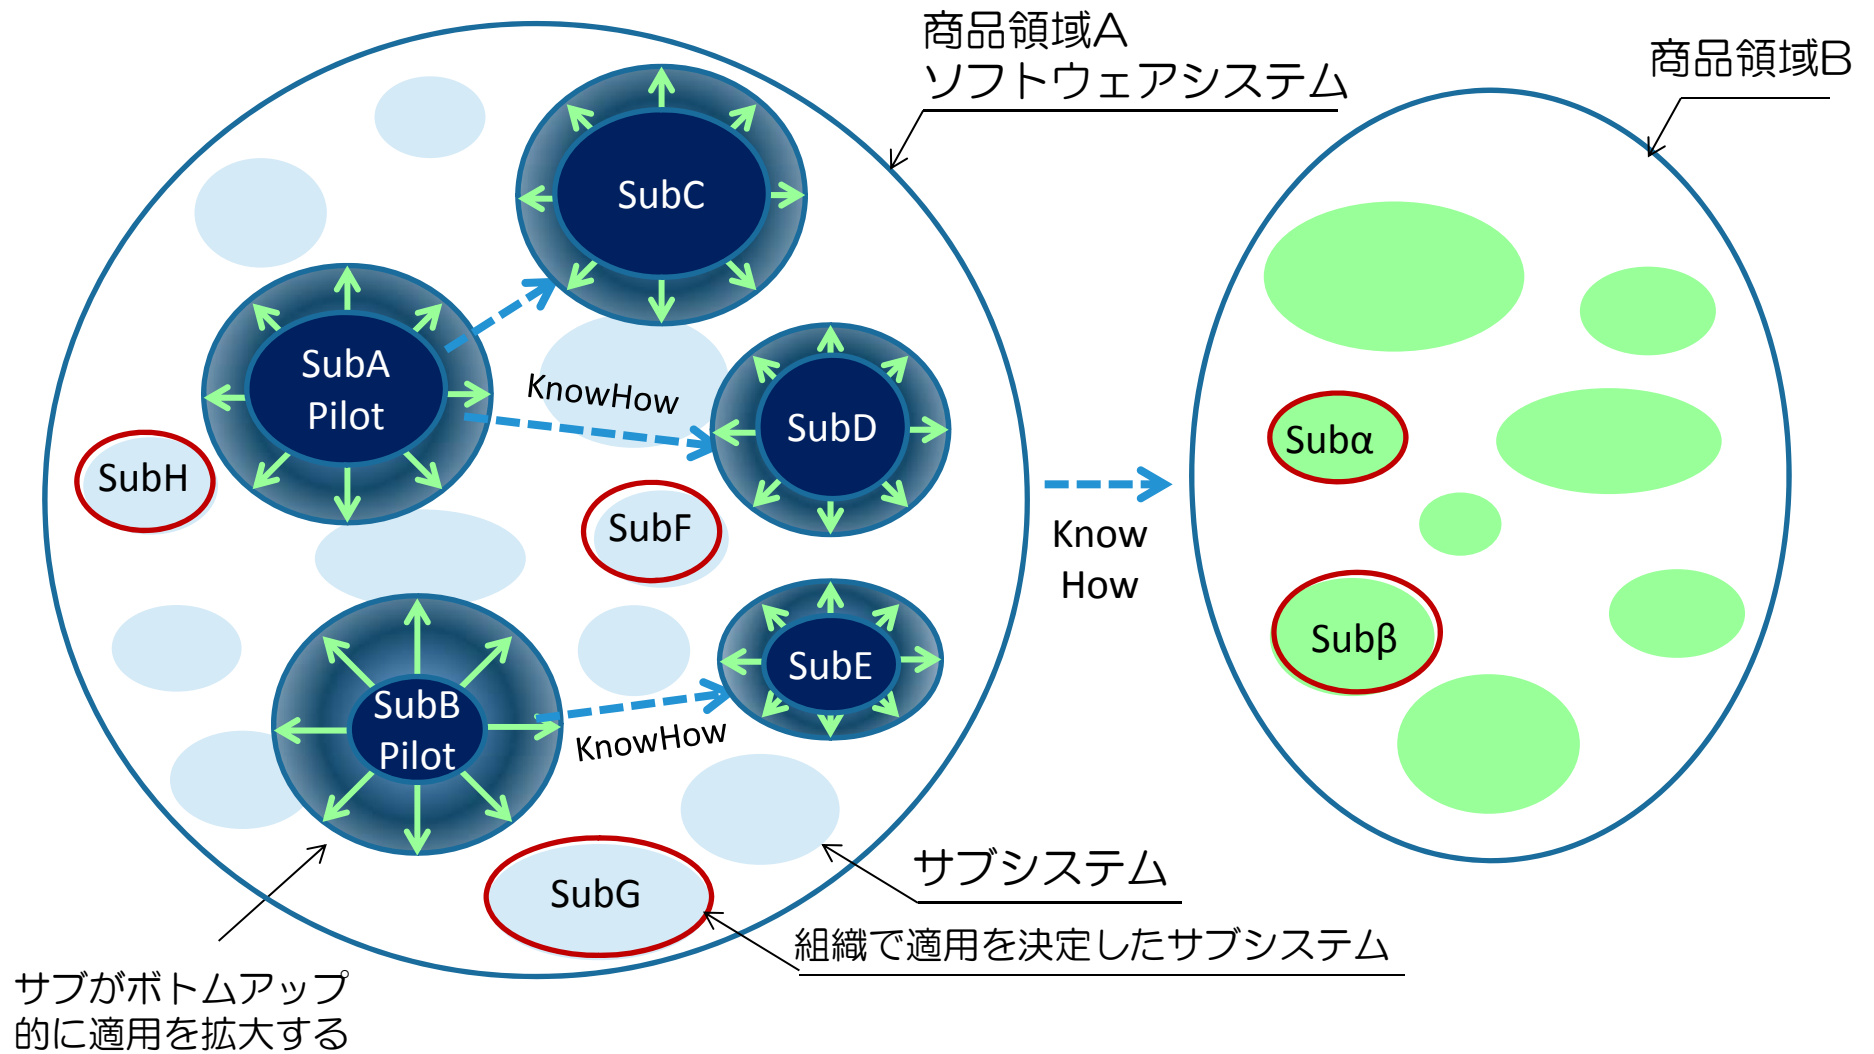 商品領域A
ソフトウェアシステム
商品領域B
SubC
SubA
Pilot
KnowHow
SubD
SubH
SubF
Know
How
Subα
Subβ
SubE
SubB
Pilot
KnowHow
SubG
サブシステム
組織で適用を決定したサブシステム
サブがボトムアップ
的に適用を拡大する